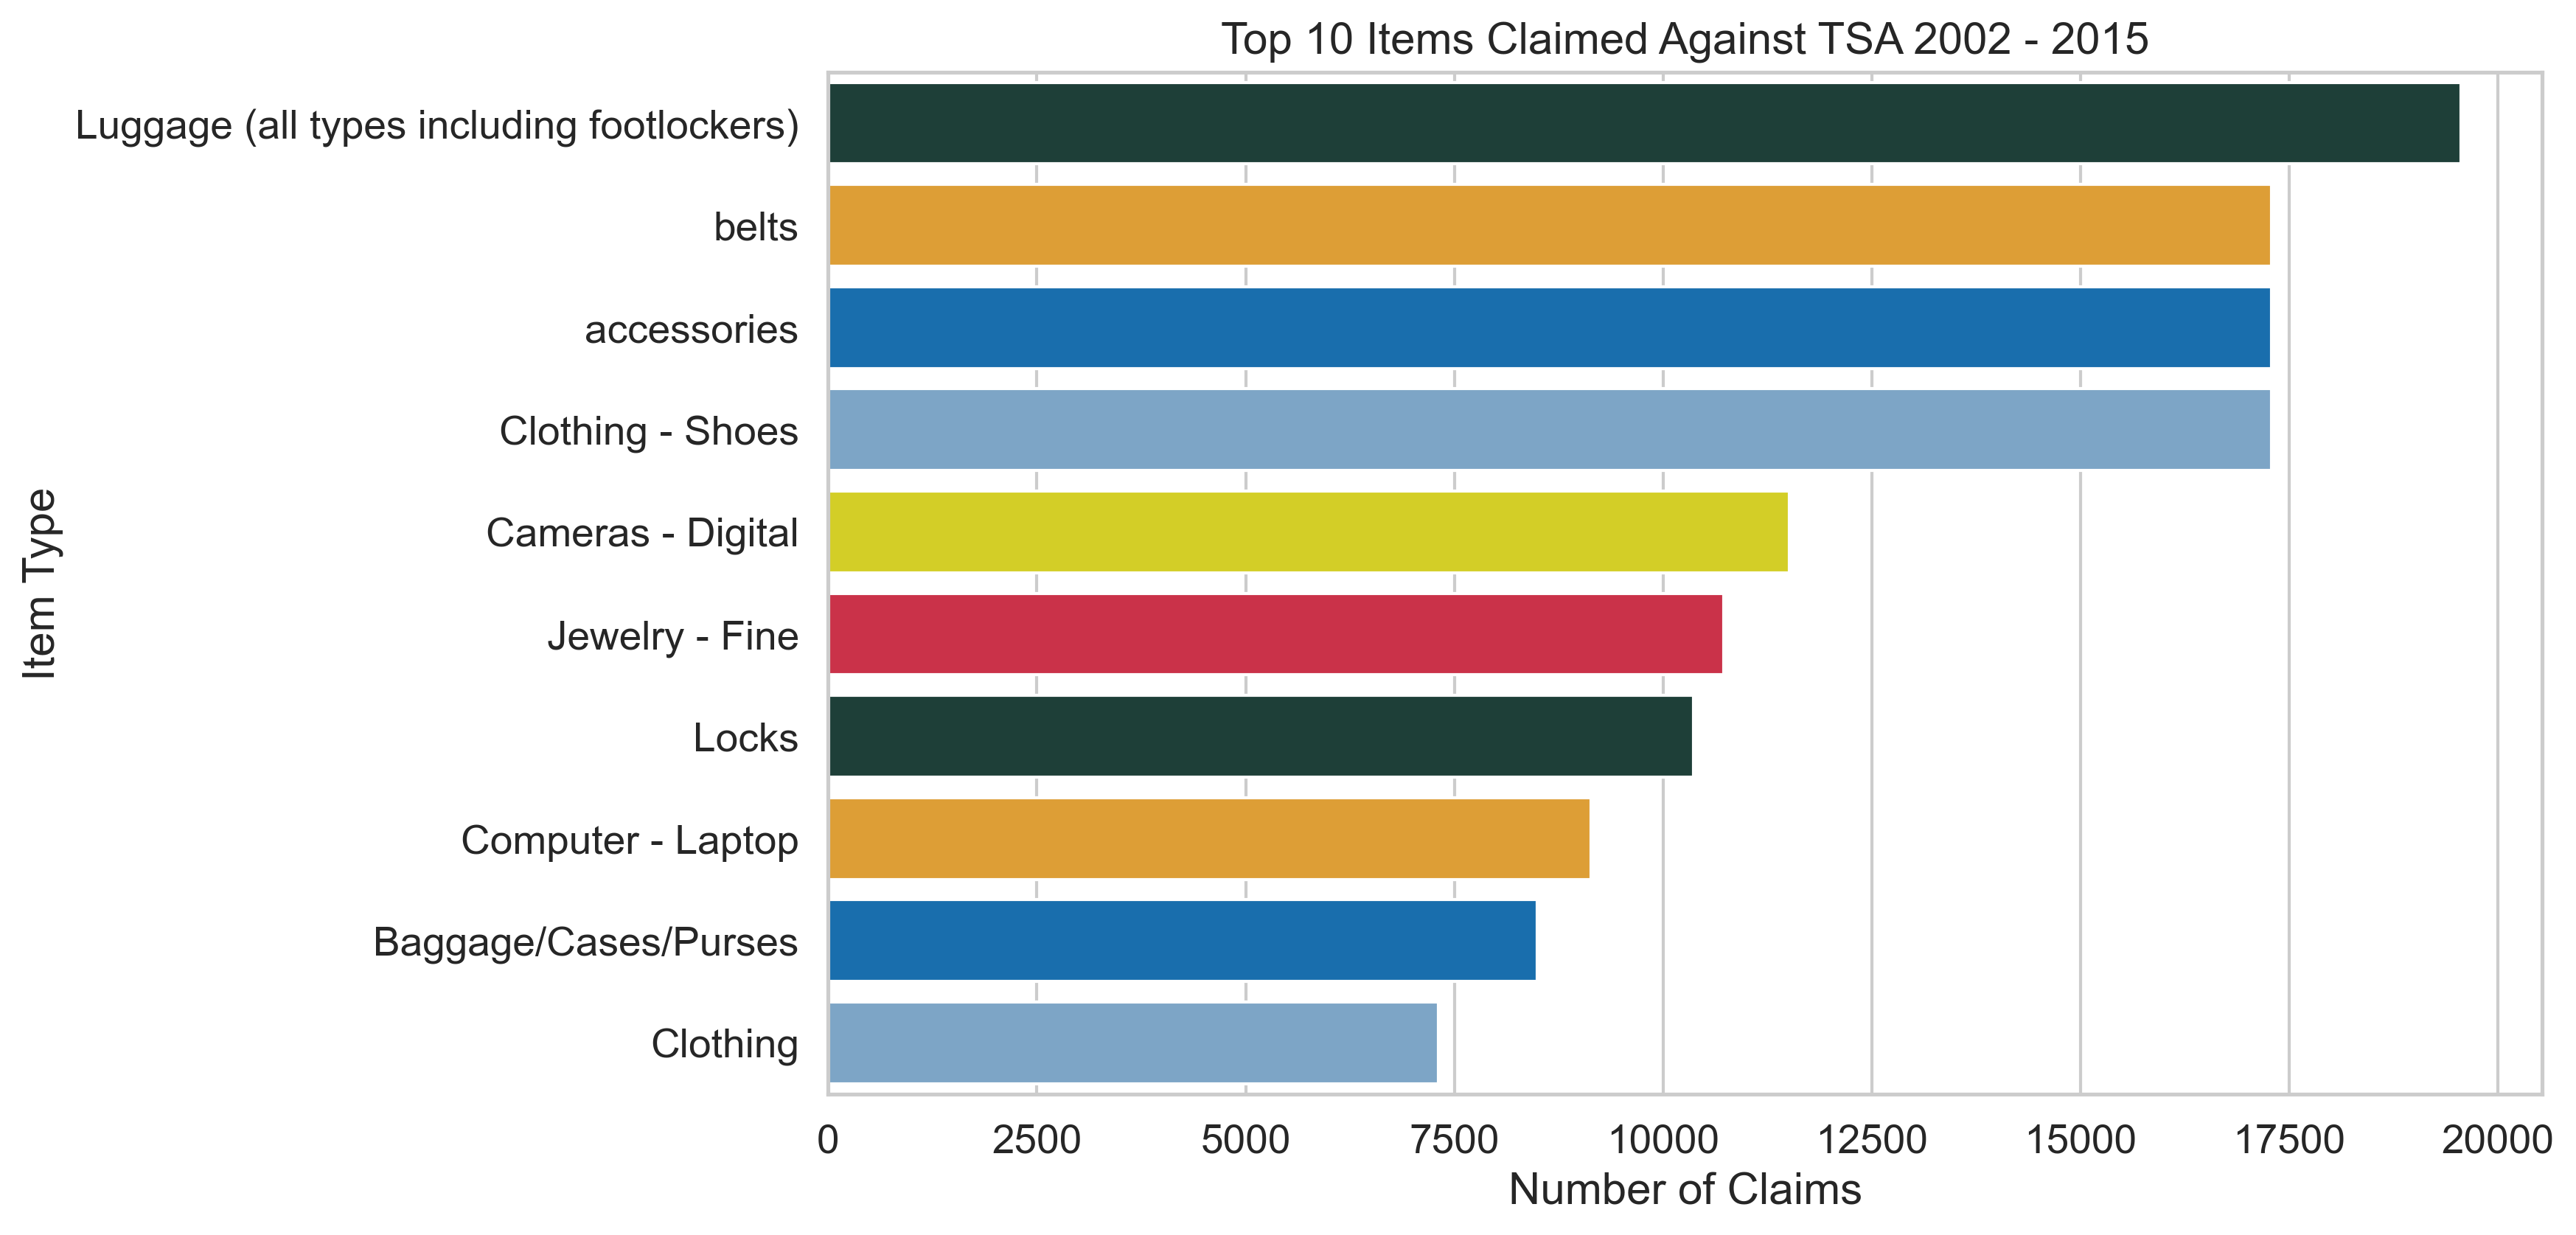 Top 10 Items Claimed Against TSA 2002 - 2015
Item Type
Luggage (all types including footlockers)
belts
accessories
Clothing - Shoes
Cameras - Digital
Jewelry - Fine
Locks
Computer - Laptop
Baggage/Cases/Purses
Clothing
0 2500 5000 7500 10000 12500 15000 17500 20000
Number of Claims